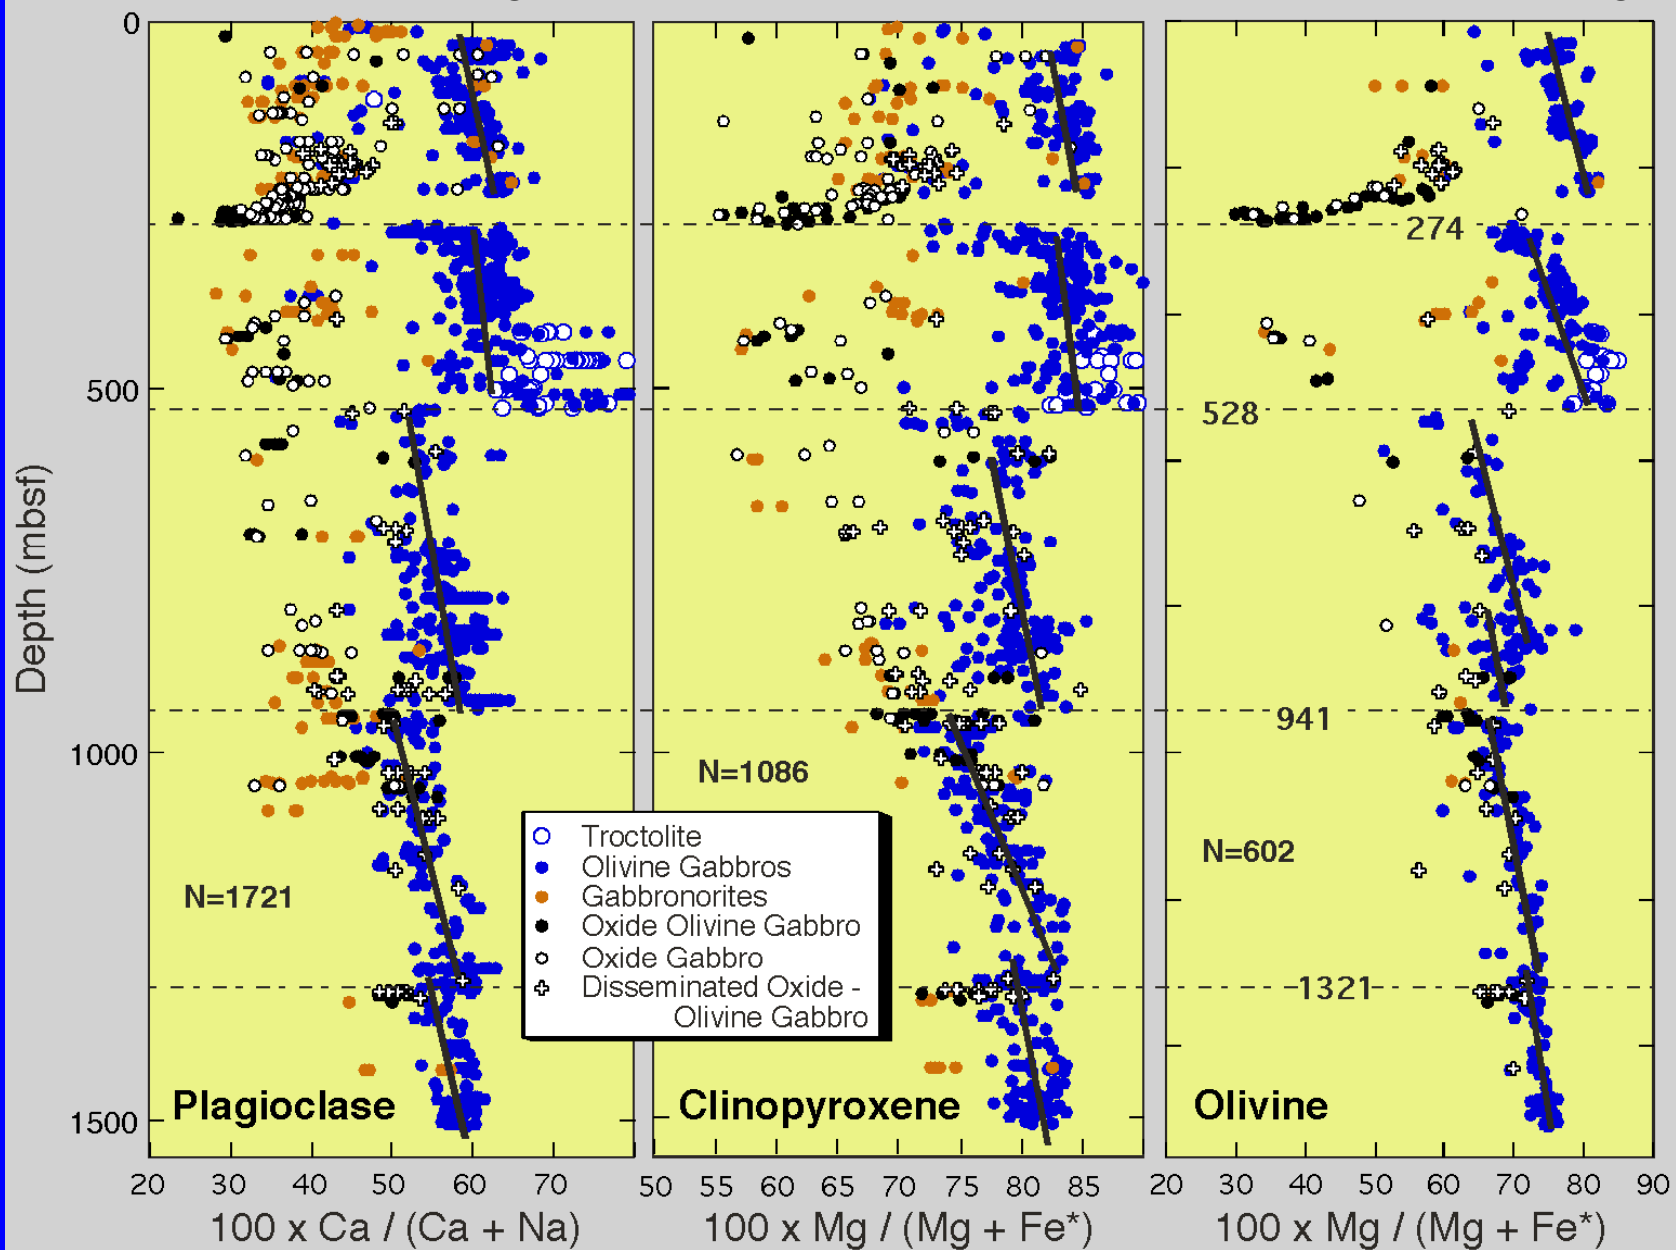 0
500
1000
1500
Depth (mbsf)
274
528
941
1321
N=1721
N=1086
N=602
Troctolite
Olivine Gabbros
Gabbronorites
Oxide Olivine Gabbro
Oxide Gabbro
Disseminated Oxide -
Olivine Gabbro
Plagioclase
Clinopyroxene
Olivine
20 30 40 50 60 70
50 55 60 65 70 75 80 85
20 30 40 50 60 70 80 90
100 x Ca / (Ca + Na)
100 x Mg / (Mg + Fe*)
100 x Mg / (Mg + Fe*)